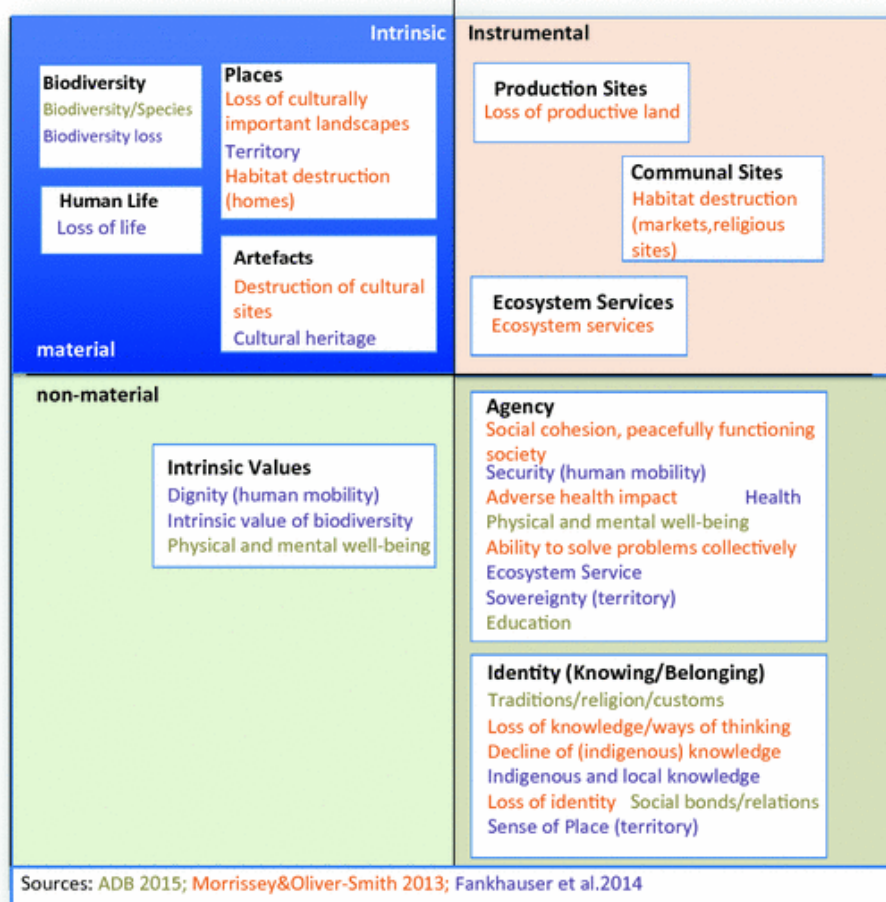 Intrinsic
Biodiversity
Biodiversity/Species
Biodiversity loss
Human Life
Loss of life
Places
Loss of culturally
important landscapes
Territory
Habitat destruction
(homes)
Artefacts
Destruction of cultural
sites
Cultural heritage
material
Instrumental
Production Sites
Loss of productive land
Communal Sites
Habitat destruction
(markets,religious
sites)
Ecosystem Services
Ecosystem services
non-material
Intrinsic Values
Dignity (human mobility)
Intrinsic value of biodiversity
Physical and mental well-being
Agency
Social cohesion, peacefully functioning
society
Security (human mobility)
Adverse health impact Health
Physical and mental well-being
Ability to solve problems collectively
Ecosystem Service
Sovereignty (territory)
Education
Identity (Knowing/Belonging)
Traditions/religion/customs
Loss of knowledge/ways of thinking
Decline of (indigenous) knowledge
Indigenous and local knowledge
Loss of identity Social bonds/relations
Sense of Place (territory)
Sources: ADB 2015; Morrissey&Oliver-Smith 2013; Fankhauser et al.2014